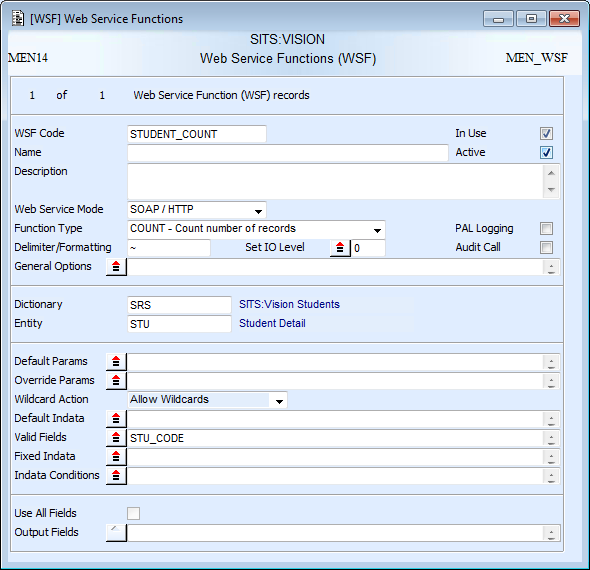 [WSF] Web Service Functions
SITS:VISION
MEN14 Web Service Functions (WSF) MEN_WSF
1 of 1 Web Service Function (WSF) records
WSF Code STUDENT_COUNT In Use
Name Active
Description
Web Service Mode SOAP / HTTP
Function Type COUNT - Count number of records PAL Logging
Delimiter/Formatting ~ Set IO Level 0 Audit Call
General Options
Dictionary SRS SITS:Vision Students
Entity STU Student Detail
Default Params
Override Params
Wildcard Action Allow Wildcards
Default Indata
Valid Fields STU_CODE
Fixed Indata
Indata Conditions
Use All Fields
Output Fields